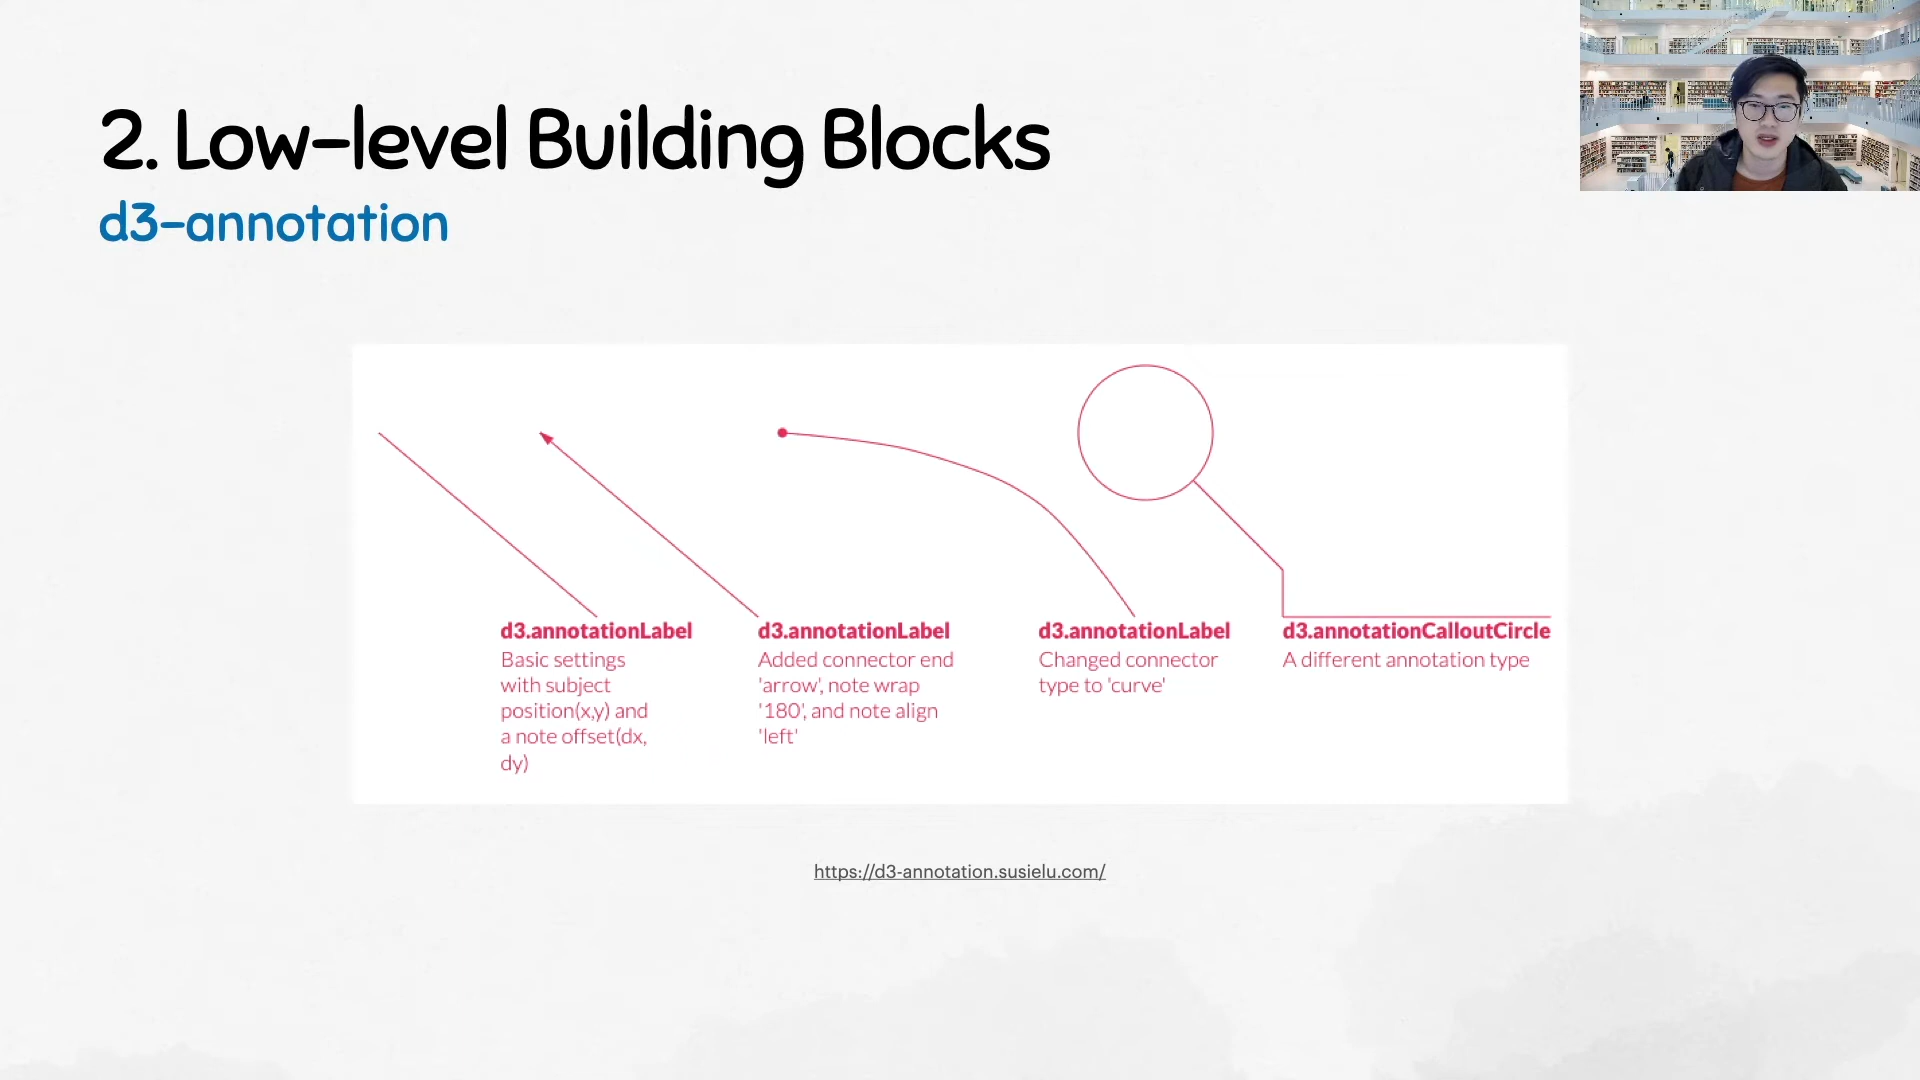 2. Low-level Building Blocks
d3-annotation
d3.annotationLabel
Basic settings
with subject
position(x,y) and
a note offset(dx,
dy)
d3.annotationLabel
Added connector end
'arrow', note wrap
'180', and note align
'left'
d3.annotationLabel
Changed connector
type to 'curve'
d3.annotationCalloutCircle
A different annotation type
https://d3-annotation.susielu.com/